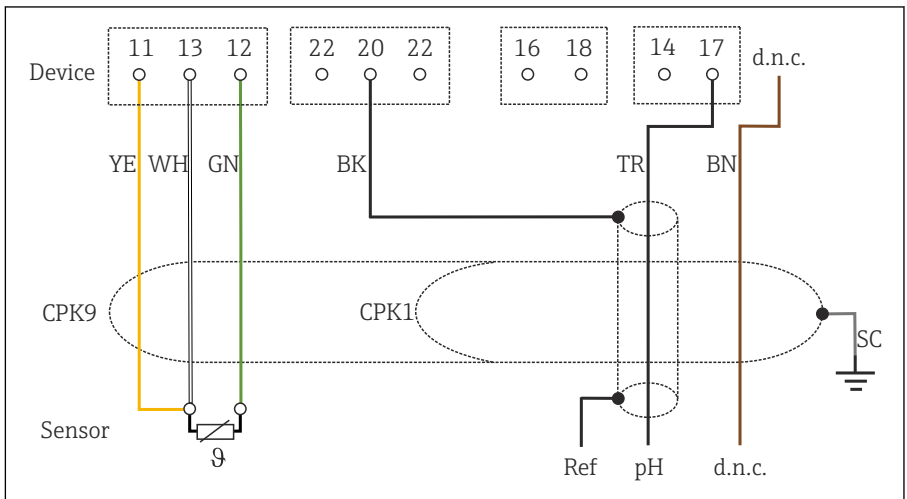 11 13 12 22 20 22 16 18 14 17 d.n.c.
Device
YE WH GN BK TR BN
CPK9 CPK1
SC
Sensor
ϑ Ref pH d.n.c.